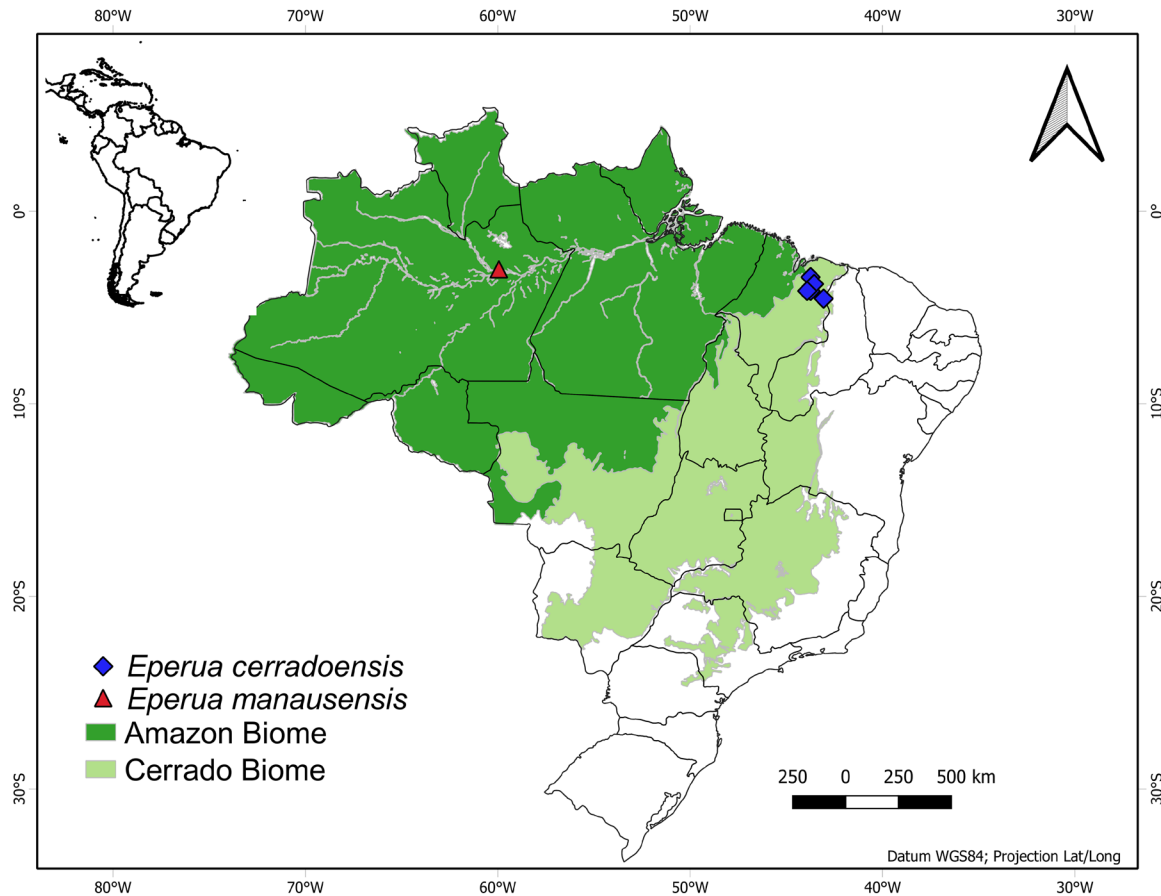 80°W 70°W 60°W 50°W 40°W 30°W
0° 0°
10°S 10°S
20°S 20°S
Eperua cerradoensis
Eperua manausensis
Amazon Biome
Cerrado Biome
250 0 250 500 km
30°S 30°S
Datum WGS84; Projection Lat/Long
80°W 70°W 60°W 50°W 40°W 30°W